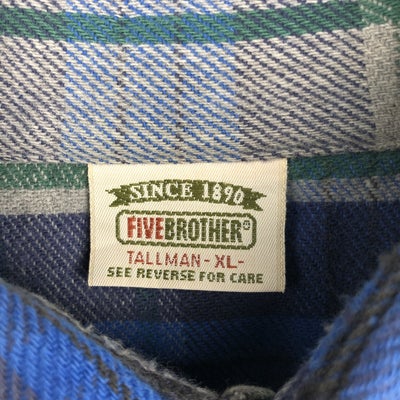 SINCE 1890
FIVEBROTHER®
TALLMAN-XL-
SEE REVERSE FOR CARE